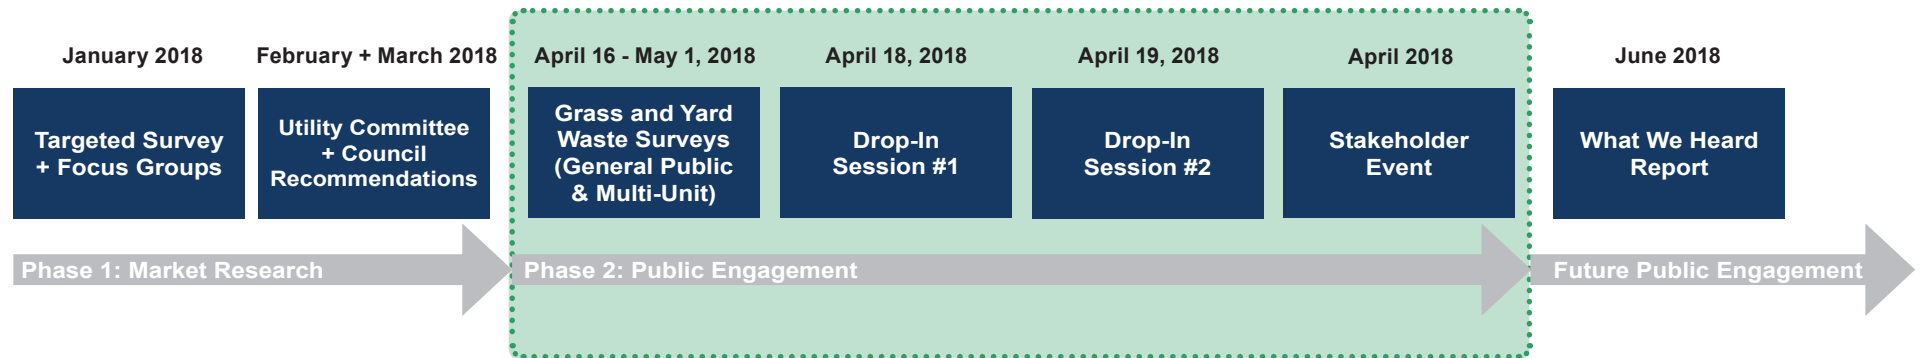 January 2018
February + March 2018
April 16 - May 1, 2018
April 18, 2018
April 19, 2018
April 2018
June 2018
Targeted Survey
+ Focus Groups
Utility Committee
+ Council
Recommendations
Grass and Yard
Waste Surveys
(General Public
& Multi-Unit)
Drop-In
Session #1
Drop-In
Session #2
Stakeholder
Event
What We Heard
Report
Phase 1: Market Research
Phase 2: Public Engagement
Future Public Engagement